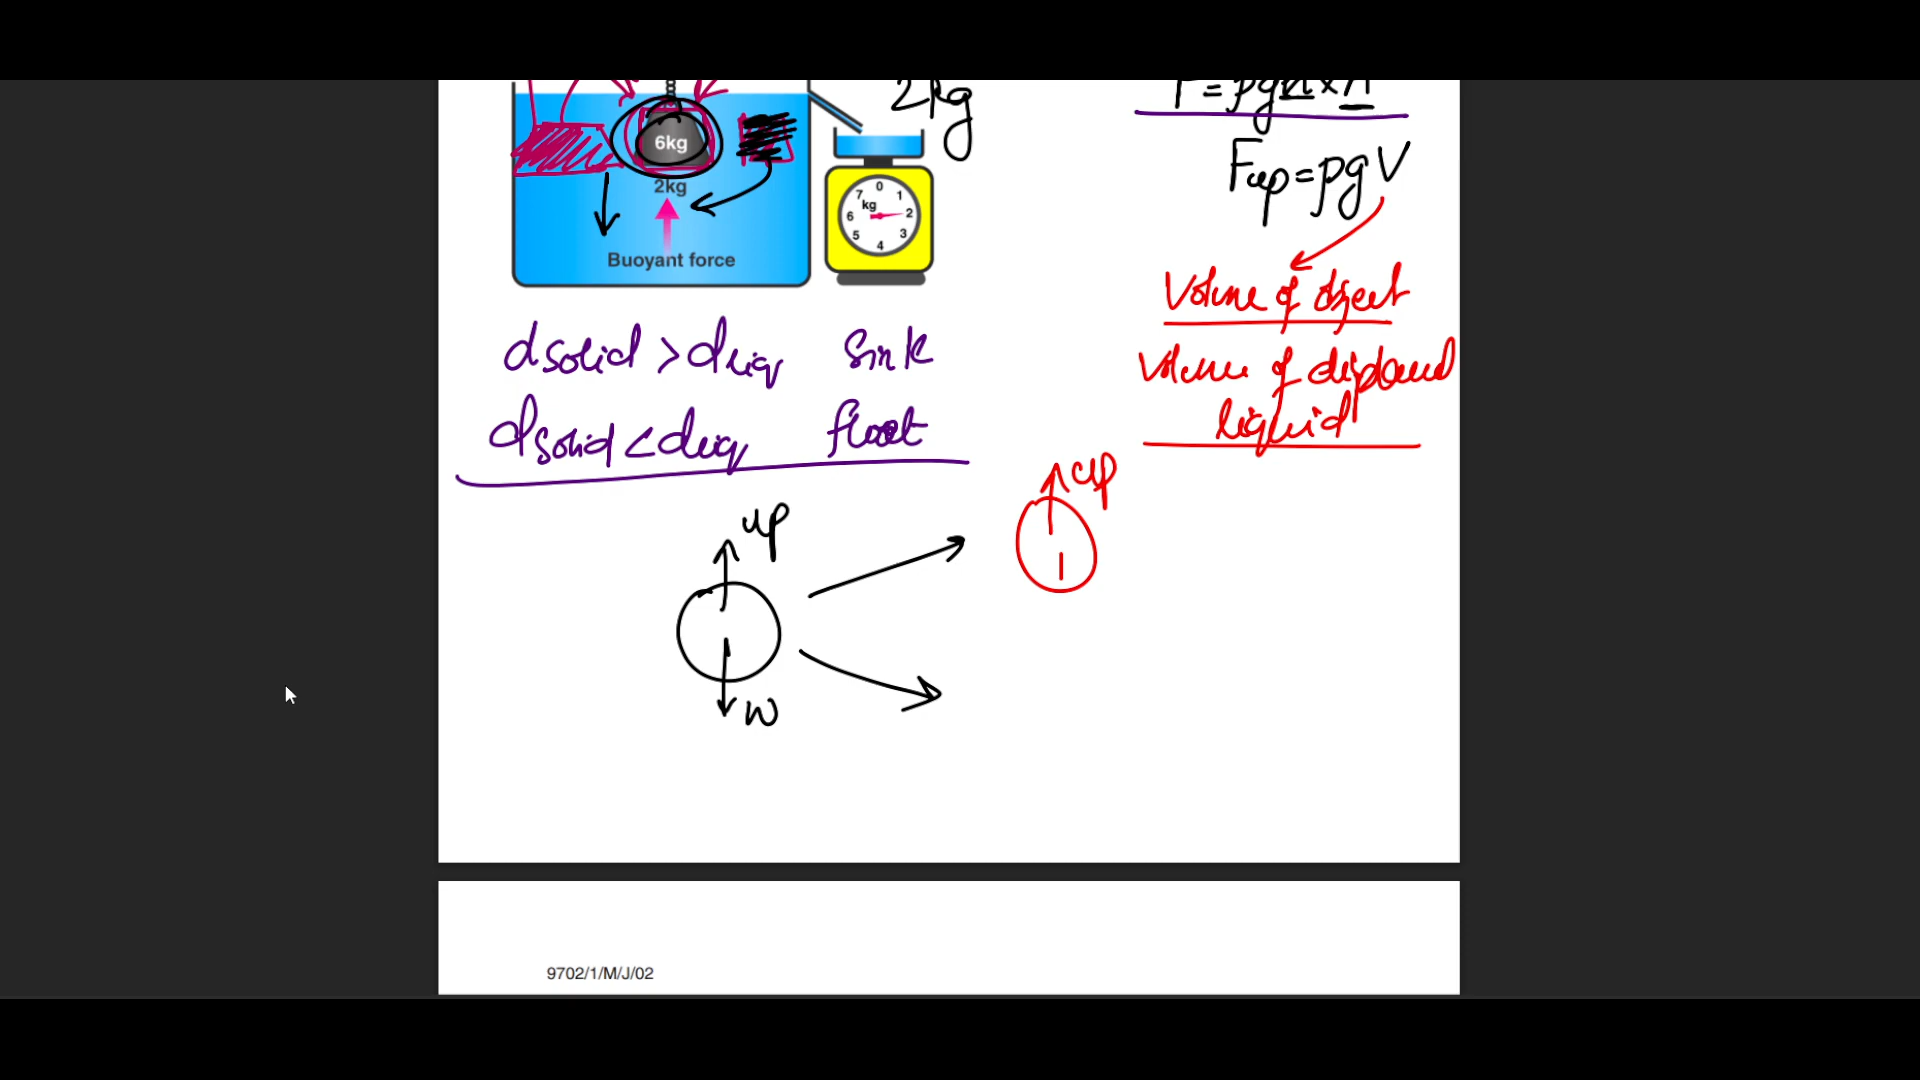 F = ρgh × A
2kg
6kg
2kg
Buoyant force
0
1
2
3
4
5
6
7
kg
Fup = ρgV
Volume of object
Volume of displaced
liquid
dsolid > dliq sink
dsolid < dliq float
up
w
up
9702/1/M/J/02